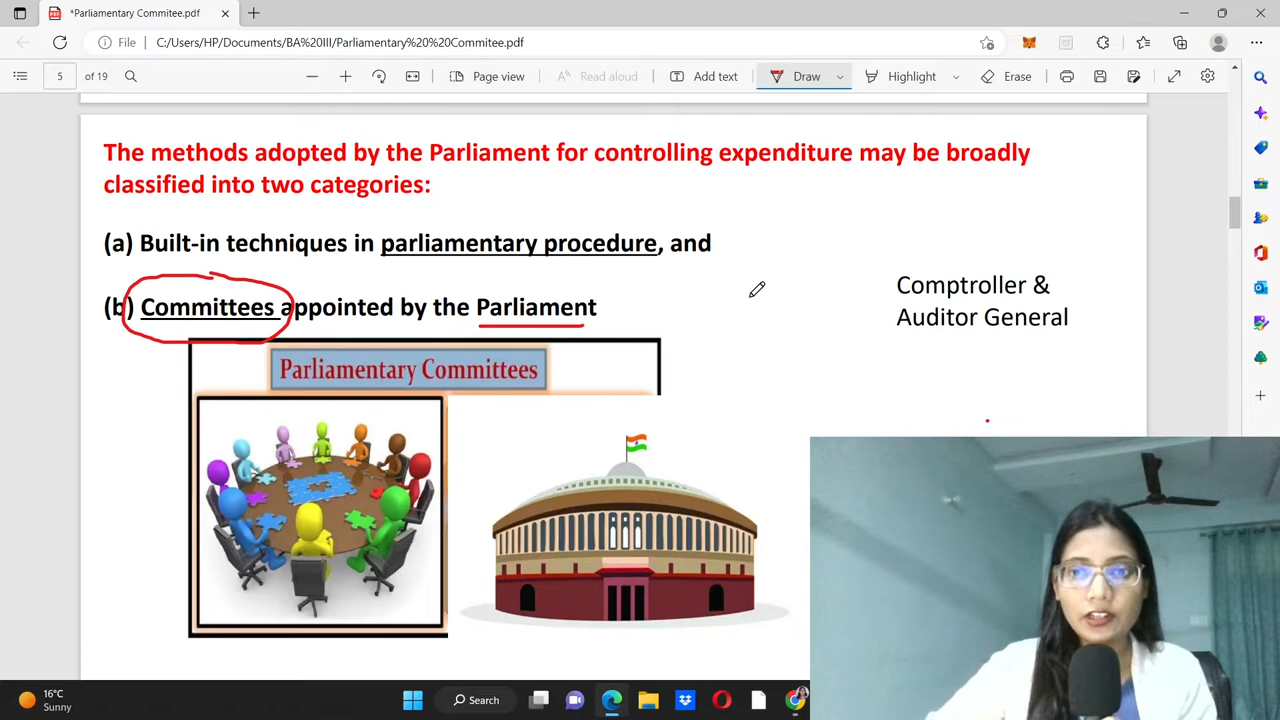 *Parliamentary Commitee.pdf
File
C:/Users/HP/Documents/BA%20III/Parliamentary%20%20Commitee.pdf
5
of 19
Page view
Read aloud
Add text
Draw
Highlight
Erase
The methods adopted by the Parliament for controlling expenditure may be broadly
classified into two categories:
(a) Built-in techniques in parliamentary procedure, and
(b) Committees appointed by the Parliament
Comptroller &
Auditor General
Parliamentary Committees
16°C
Sunny
Search